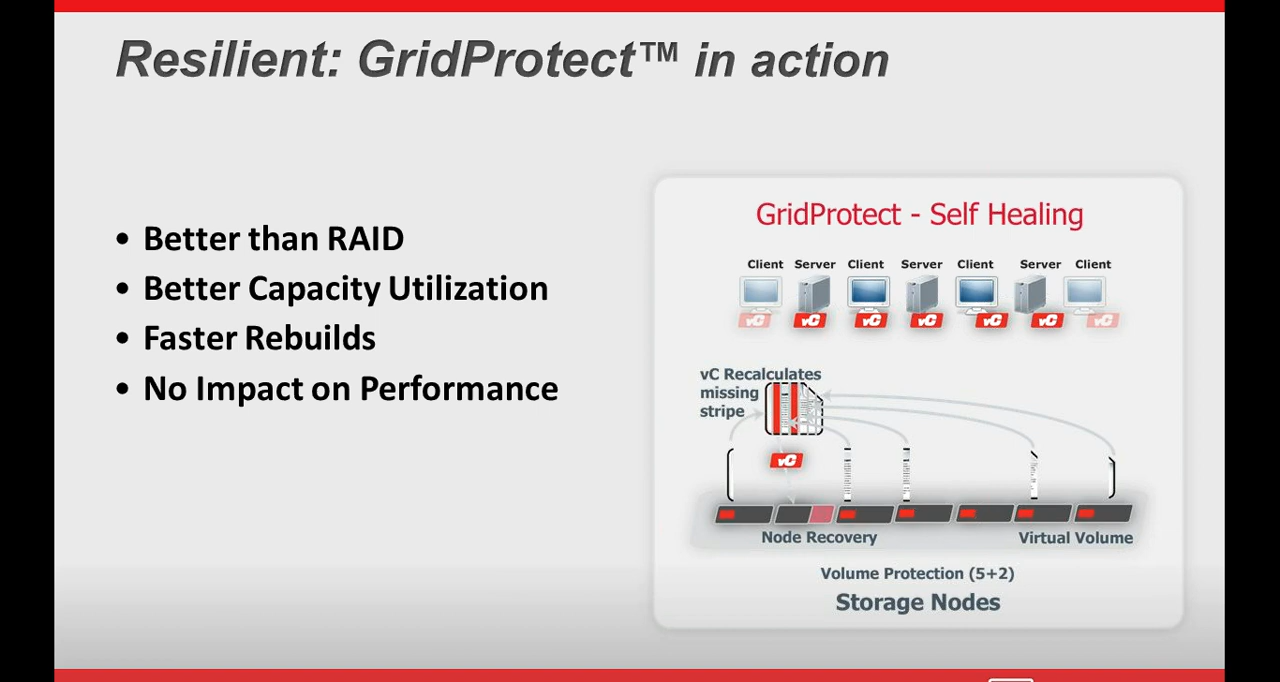 Resilient: GridProtect™ in action
• Better than RAID
• Better Capacity Utilization
• Faster Rebuilds
• No Impact on Performance
GridProtect - Self Healing
Client Server Client Server Client Server Client
vC vC vC vC vC vC vC
vC Recalculates
missing
stripe
vC
Node Recovery Virtual Volume
Volume Protection (5+2)
Storage Nodes